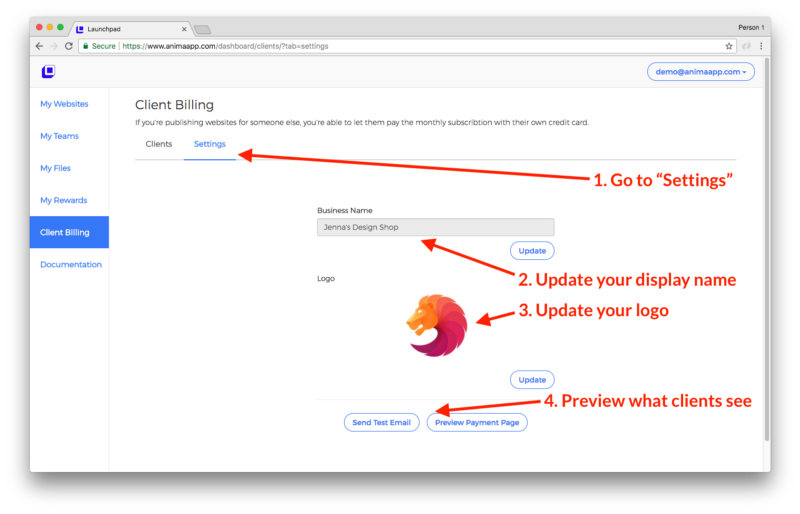 Launchpad
Person 1
Secure
https://www.animaapp.com/dashboard/clients/?tab=settings
demo@animaapp.com
My Websites
My Teams
My Files
My Rewards
Client Billing
Documentation
Client Billing
If you're publishing websites for someone else, you're able to let them pay the monthly subscribtion with their own credit card.
Clients
Settings
1. Go to “Settings”
Business Name
Jenna's Design Shop
Update
2. Update your display name
Logo
3. Update your logo
Update
4. Preview what clients see
Send Test Email
Preview Payment Page